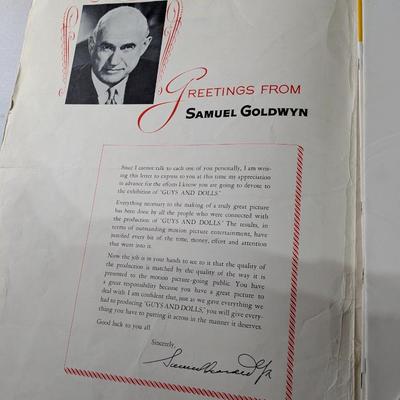 GREETINGS FROM
SAMUEL GOLDWYN
Since I cannot talk to each one of you personally, I am writ-
ing this letter to express to you at this time my appreciation
in advance for the efforts I know you are going to devote to
the exhibition of "GUYS AND DOLLS."
Everything necessary to the making of a truly great picture
has been done by all the people who were connected with
the production of "GUYS AND DOLLS." The results, in
terms of outstanding motion picture entertainment, have
justified every bit of the time, money, effort and attention
that went into it.
Now the job is in your hands to see to it that the quality of
the production is matched by the quality of the way it is
presented to the motion picture-going public. You have
a great responsibility because you have a great picture to
deal with. I am confident that, just as we gave everything we
had to producing "GUYS AND DOLLS," you will give every-
thing you have to putting it across in the manner it deserves.
Good luck to you all
Sincerely,